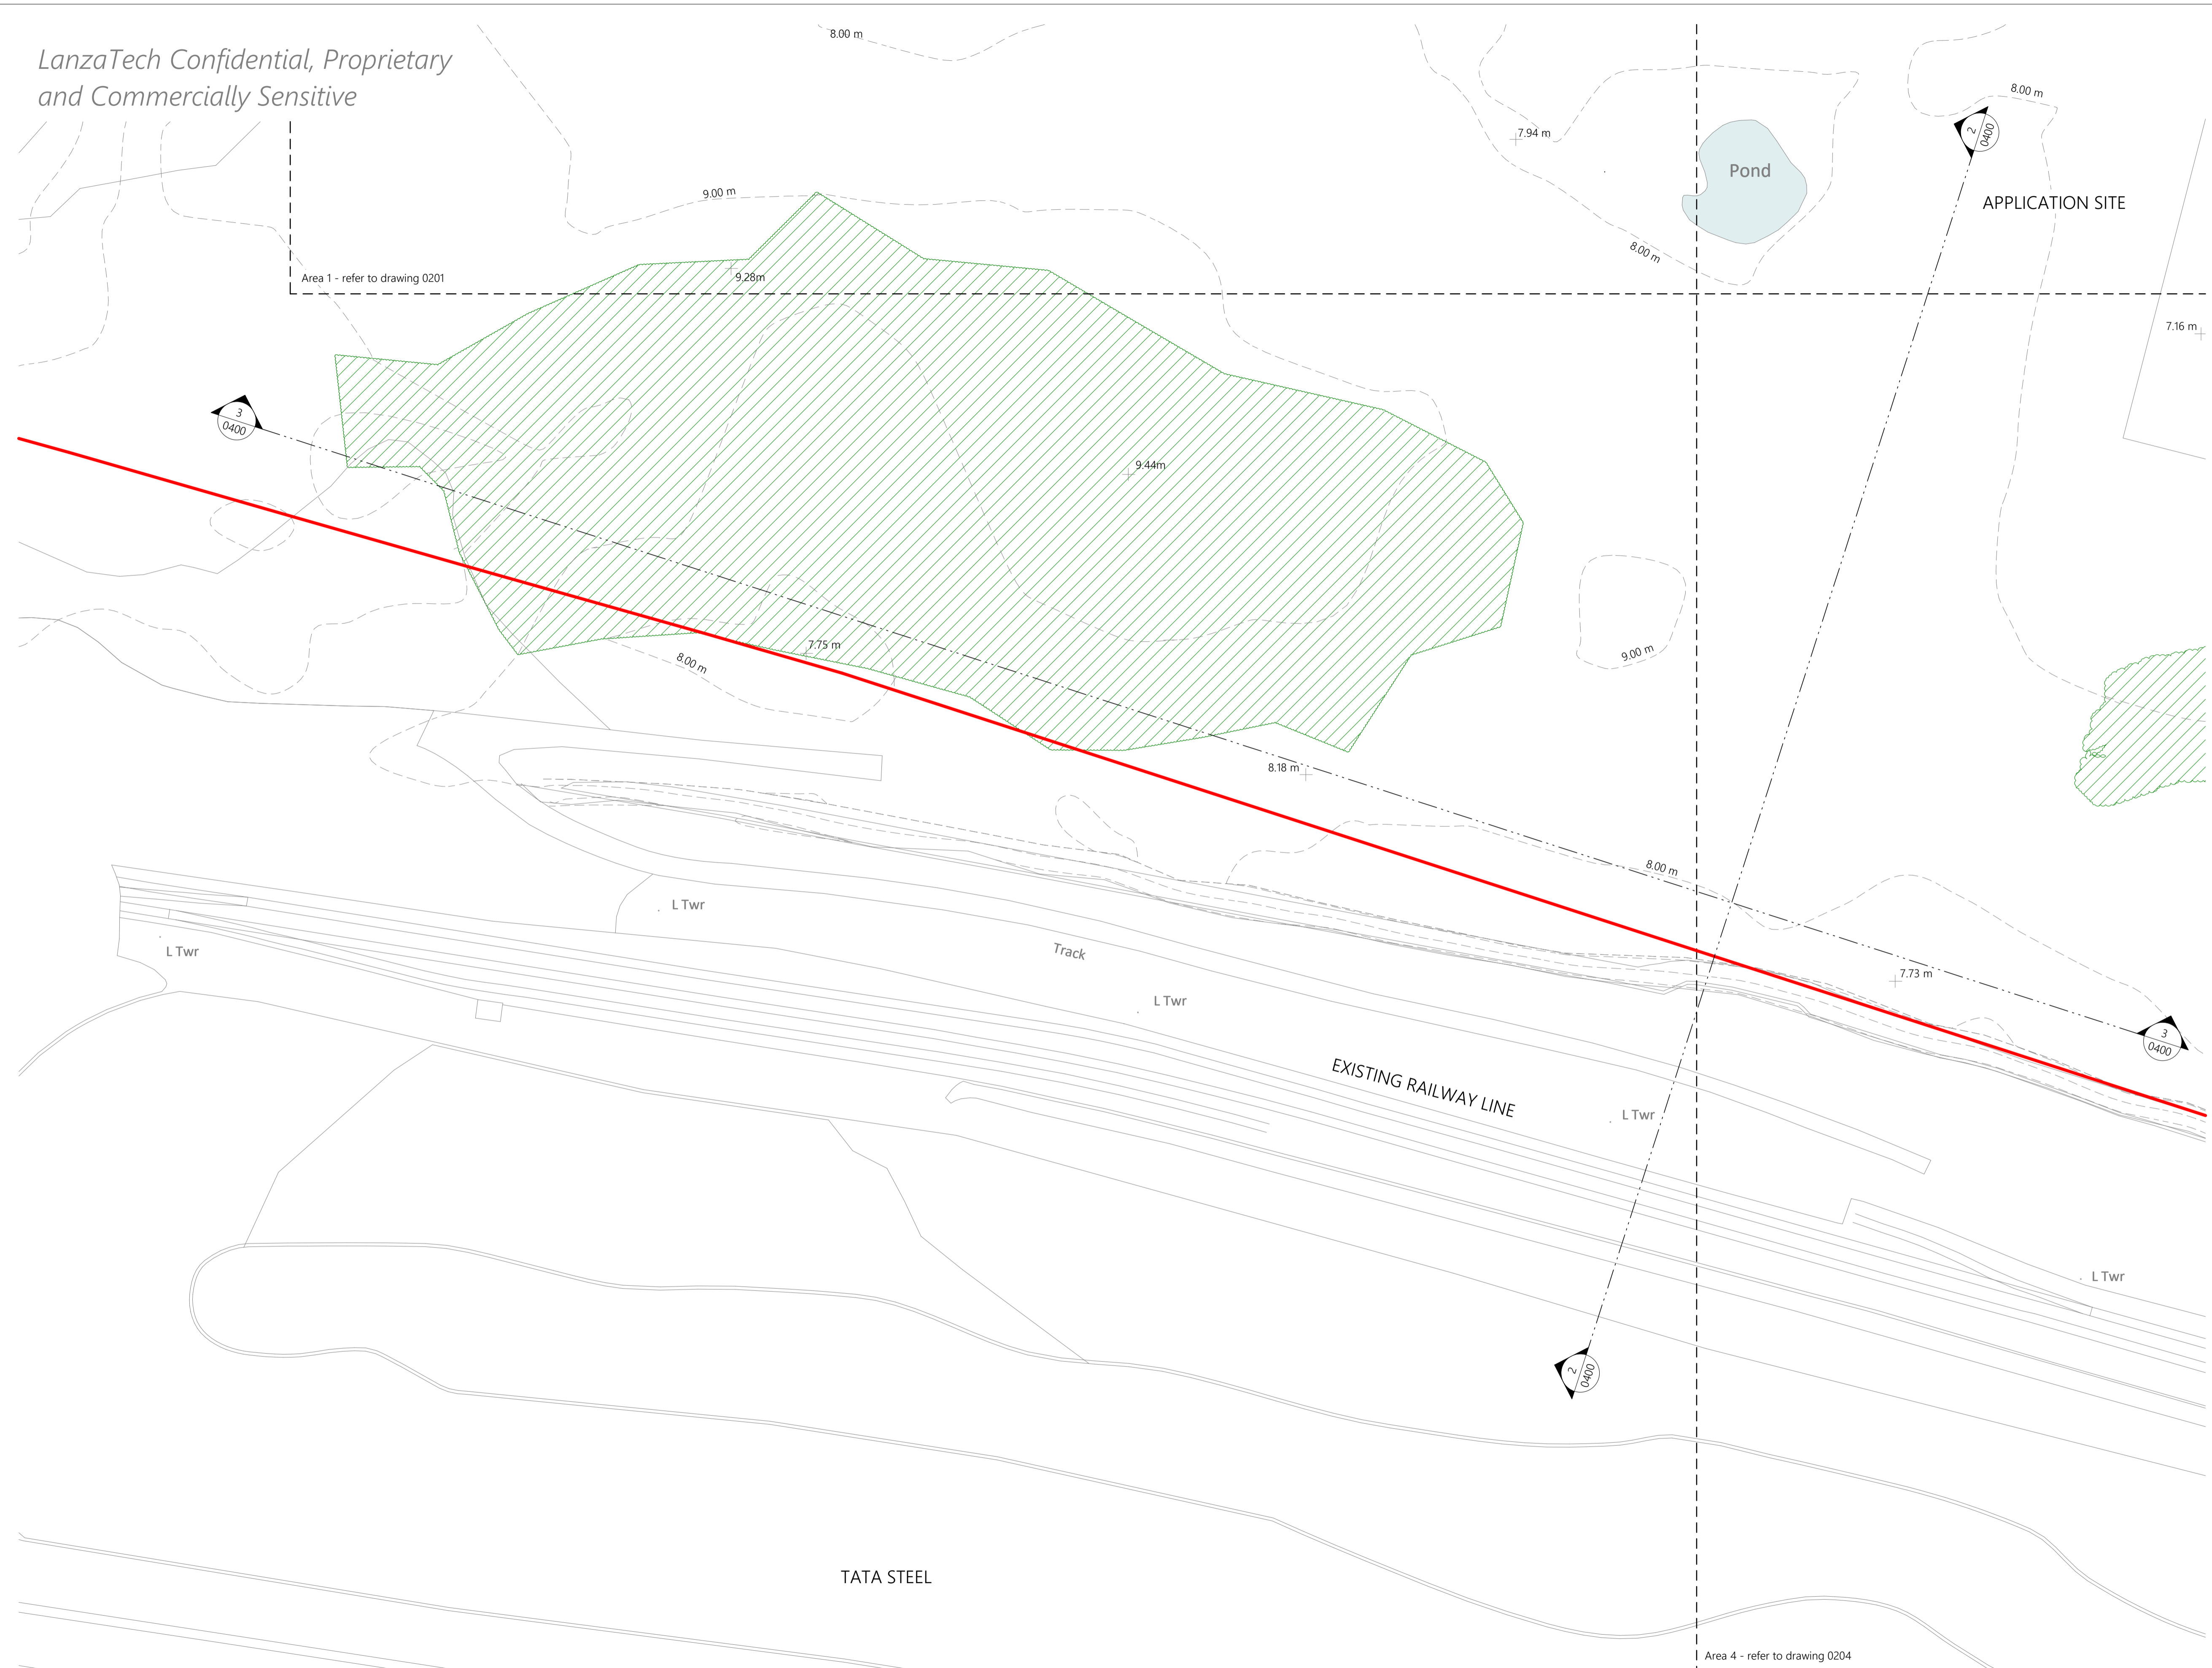 LanzaTech Confidential, Proprietary
and Commercially Sensitive
8.00 m
8.00 m
7.94 m
2
0400
Pond
APPLICATION SITE
9.00 m
8.00 m
9.28m
Area 1 - refer to drawing 0201
7.16 m
3
0400
9.44m
7.75 m
8.00 m
9.00 m
8.18 m
8.00 m
L Twr
L Twr
Track
7.73 m
L Twr
3
0400
EXISTING RAILWAY LINE
L Twr
L Twr
2
0400
TATA STEEL
Area 4 - refer to drawing 0204